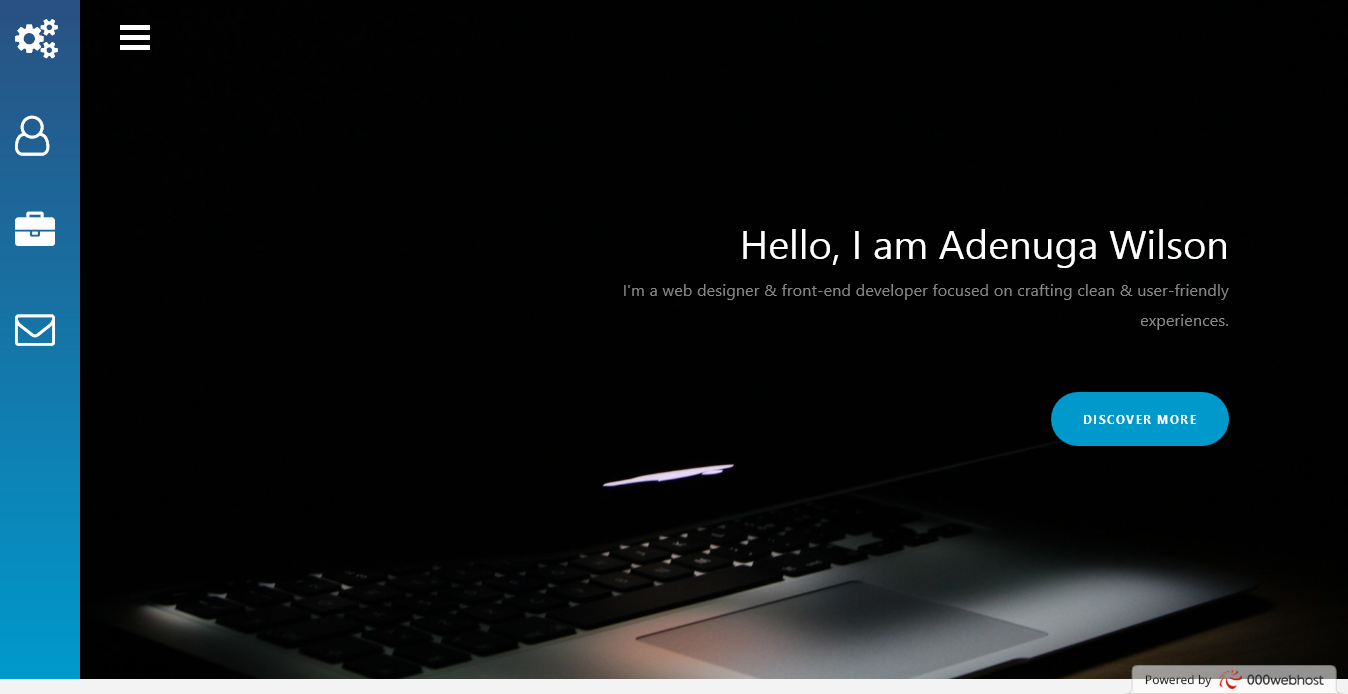 Hello, I am Adenuga Wilson
I'm a web designer & front-end developer focused on crafting clean & user-friendly
experiences.
DISCOVER MORE
Powered by 000webhost